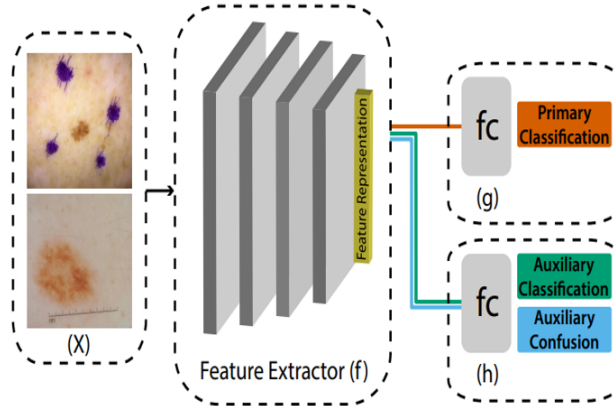 (X)
Feature Representation
Feature Extractor (f)
fc
Primary
Classification
(g)
fc
Auxiliary
Classification
Auxiliary
Confusion
(h)